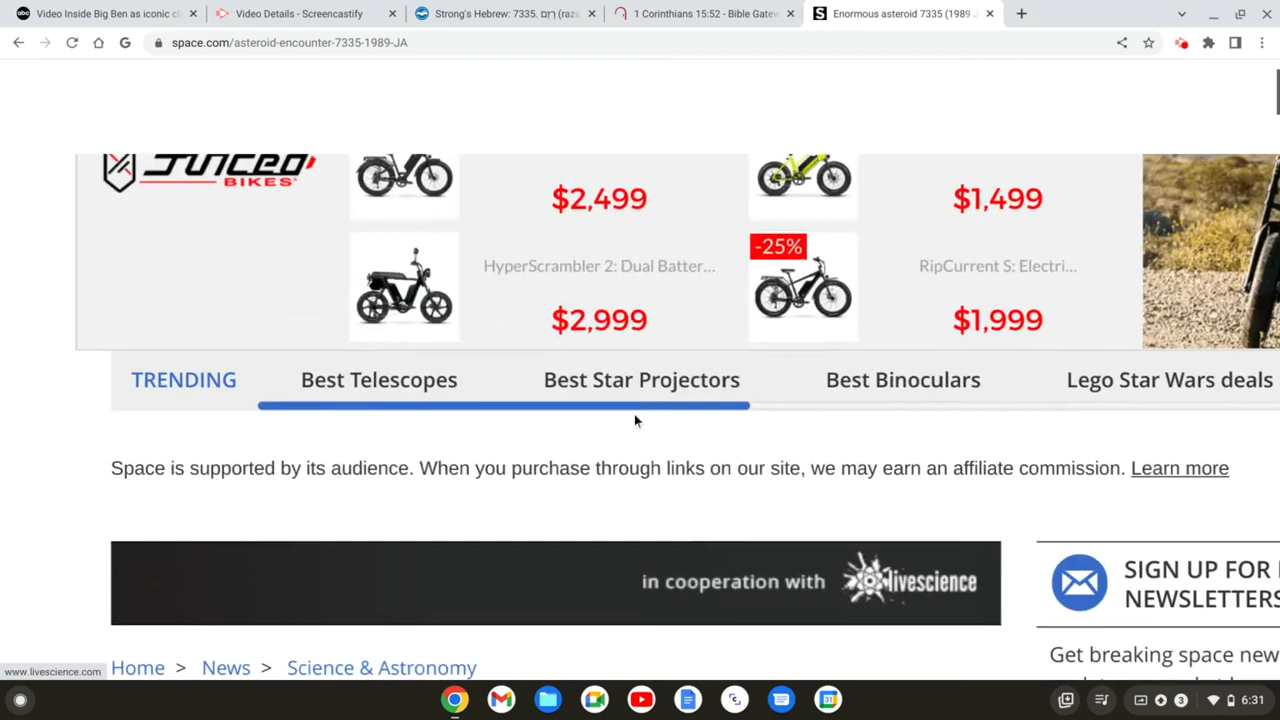 Video Inside Big Ben as iconic cl
Video Details - Screencastify
Strong's Hebrew: 7335. רָזַם (raza
1 Corinthians 15:52 - Bible Gatew
Enormous asteroid 7335 (1989 J
space.com/asteroid-encounter-7335-1989-JA
JUICED
BIKES
$2,499
$1,499
-25%
HyperScrambler 2: Dual Batter...
RipCurrent S: Electri...
$2,999
$1,999
TRENDING
Best Telescopes
Best Star Projectors
Best Binoculars
Lego Star Wars deals
Space is supported by its audience. When you purchase through links on our site, we may earn an affiliate commission. Learn more
in cooperation with livescience
SIGN UP FOR
NEWSLETTERS
Get breaking space new
www.livescience.com
Home > News > Science & Astronomy
3
6:31